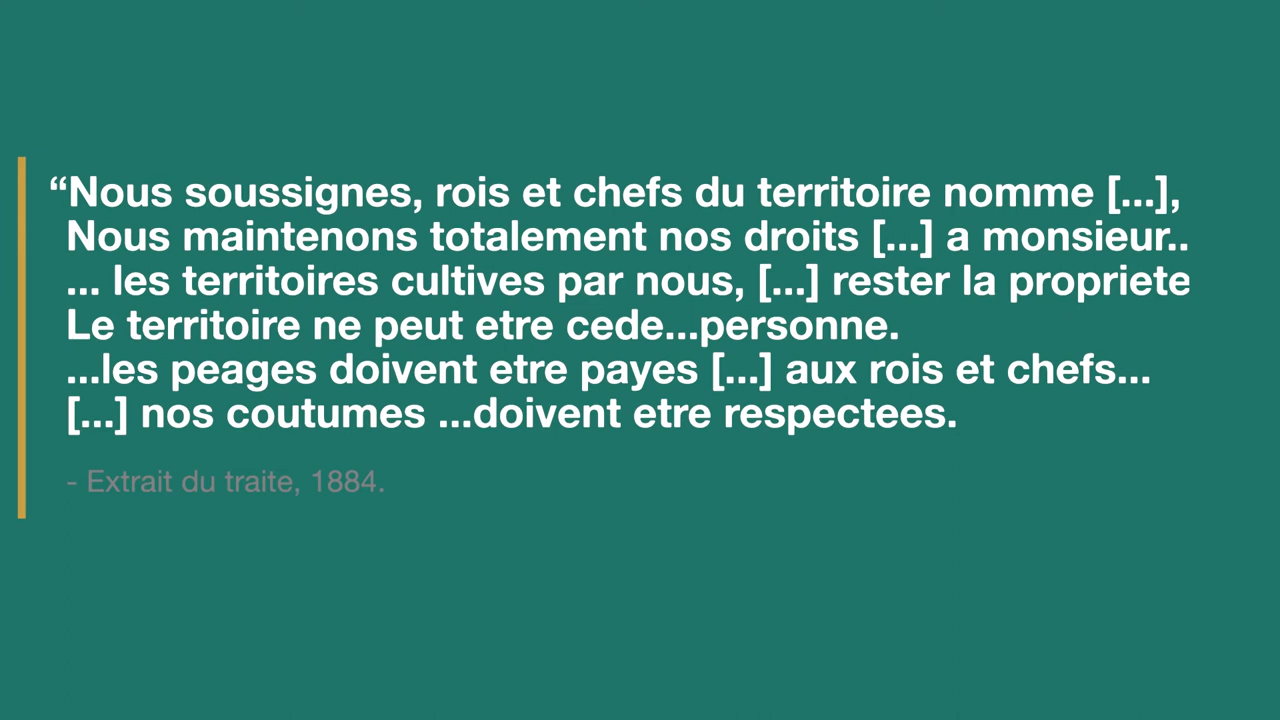 “Nous soussignes, rois et chefs du territoire nomme [...],
Nous maintenons totalement nos droits [...] a monsieur..
... les territoires cultives par nous, [...] rester la propriete
Le territoire ne peut etre cede...personne.
...les peages doivent etre payes [...] aux rois et chefs...
[...] nos coutumes ...doivent etre respectees.
- Extrait du traite, 1884.